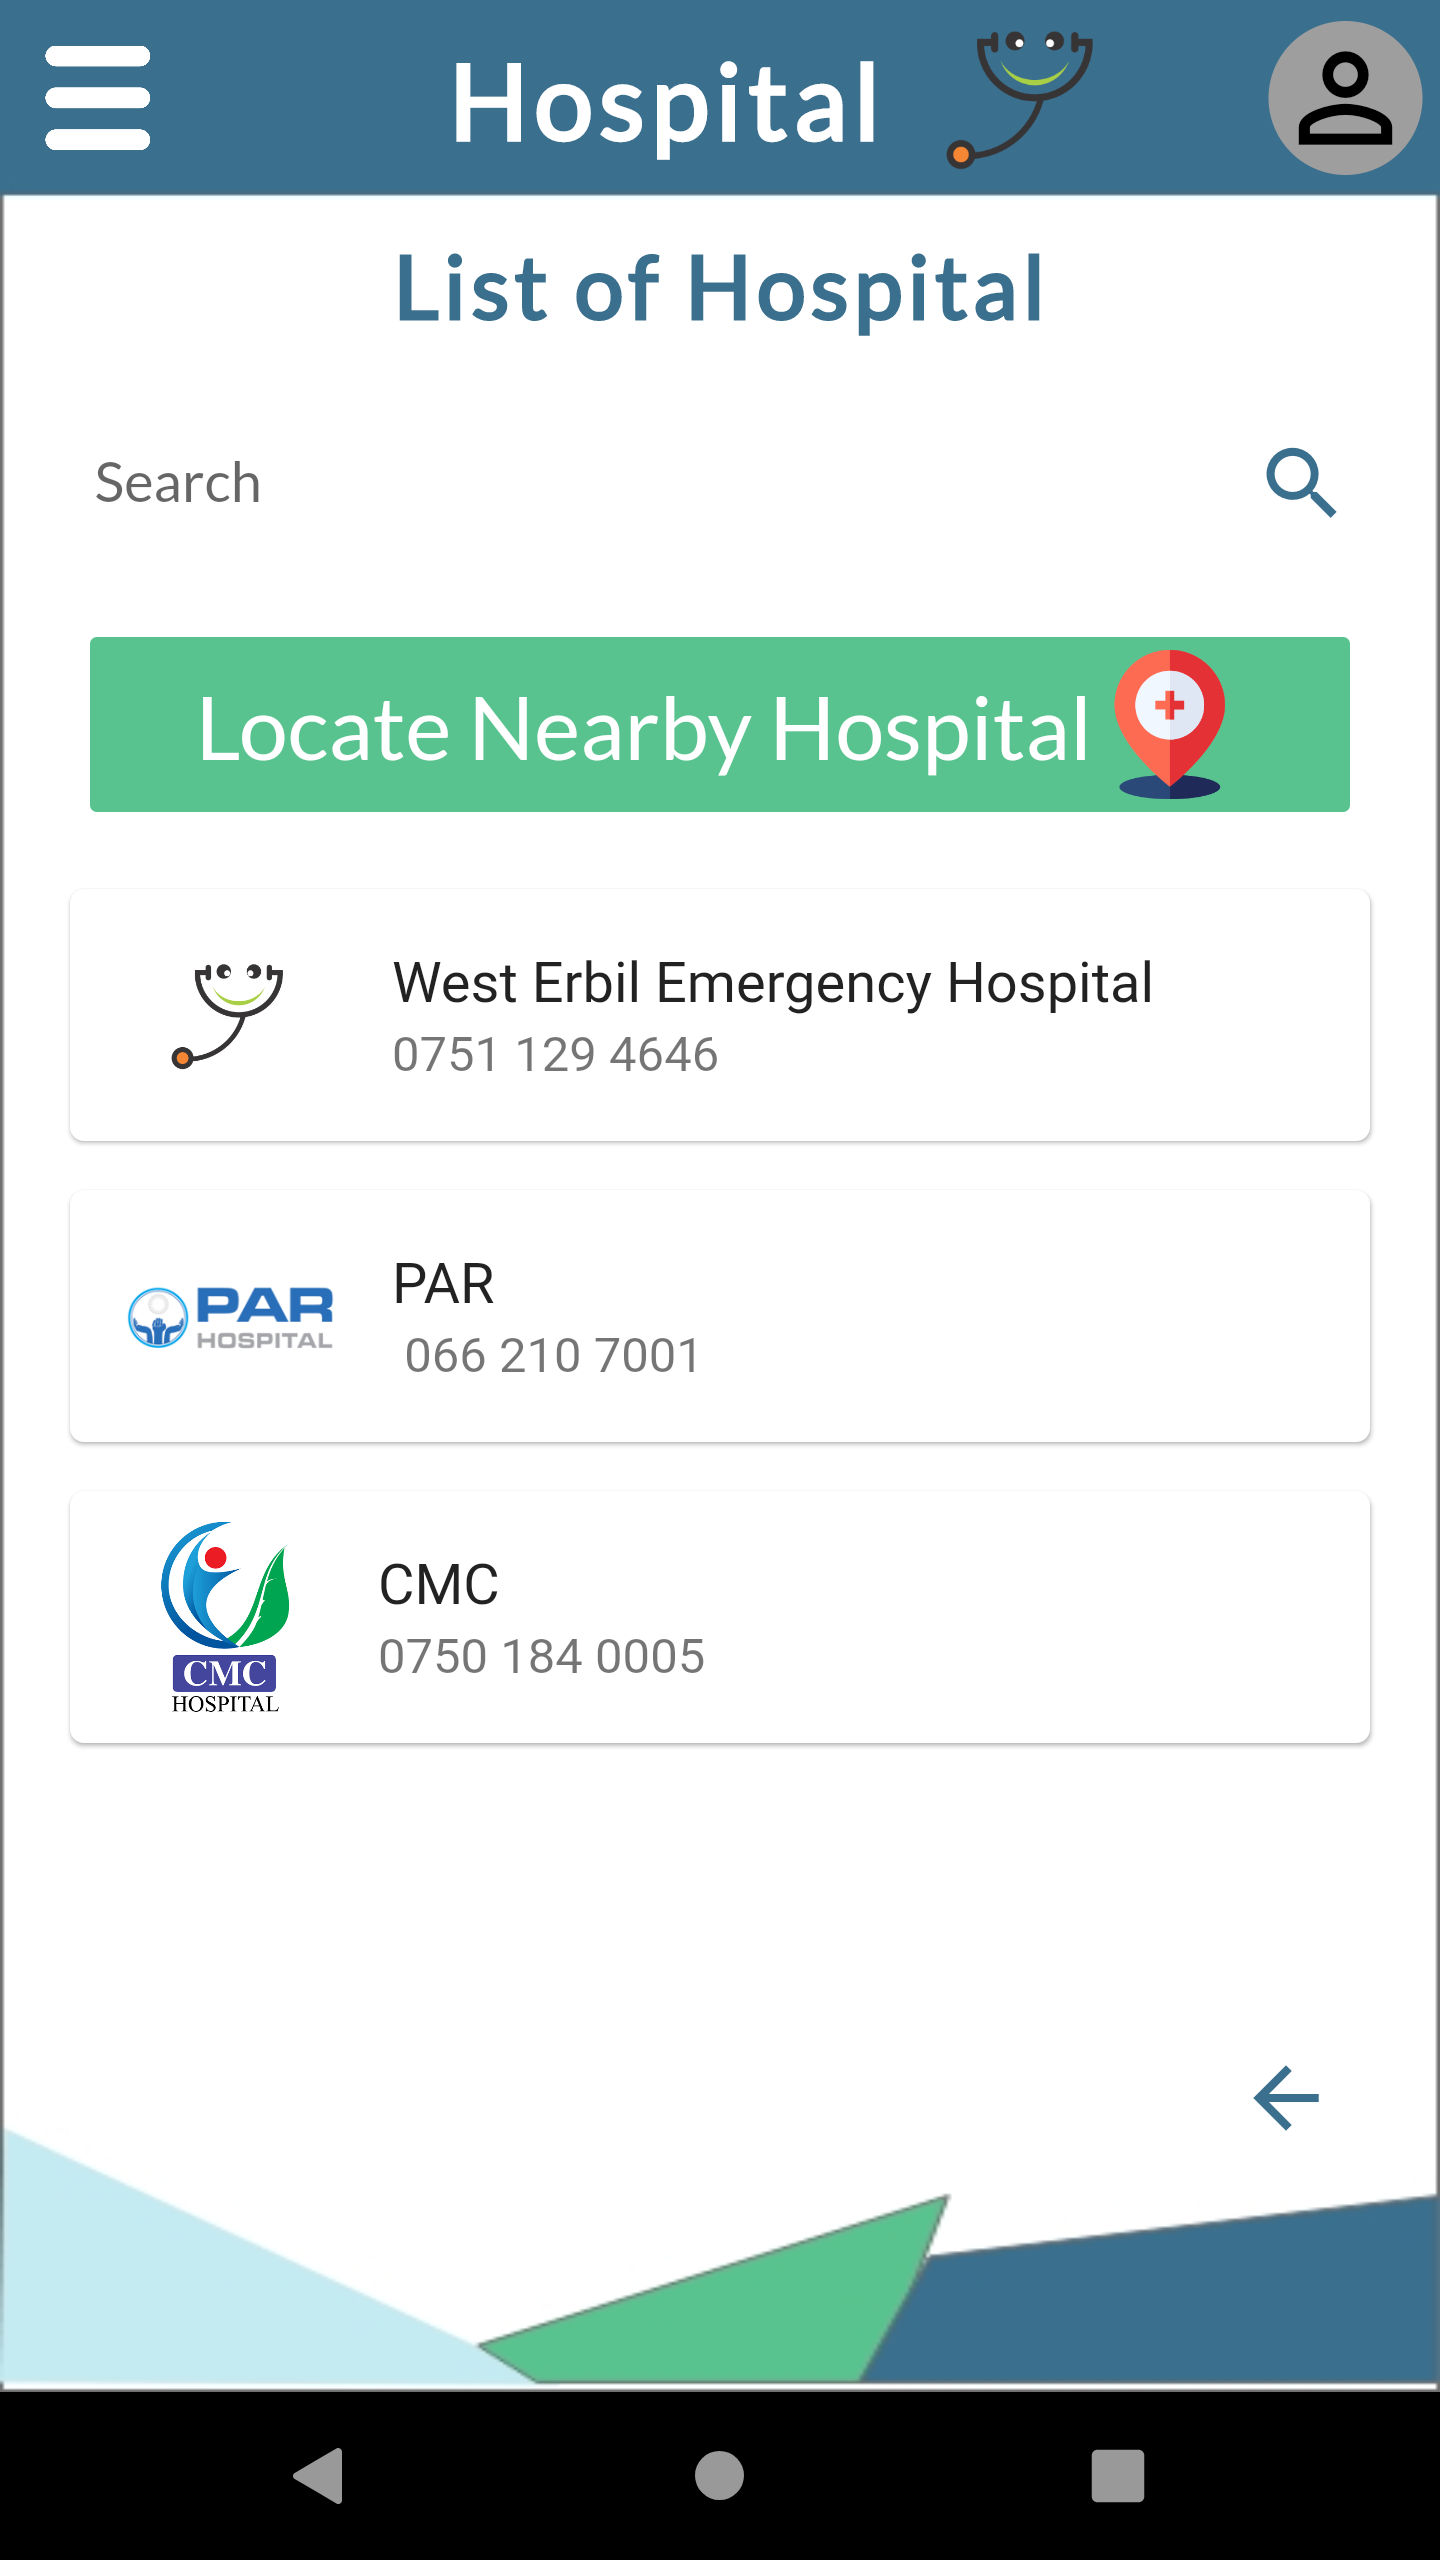 Hospital
List of Hospital
Search
Locate Nearby Hospital
West Erbil Emergency Hospital
0751 129 4646
PAR
HOSPITAL
PAR
066 210 7001
CMC
HOSPITAL
CMC
0750 184 0005